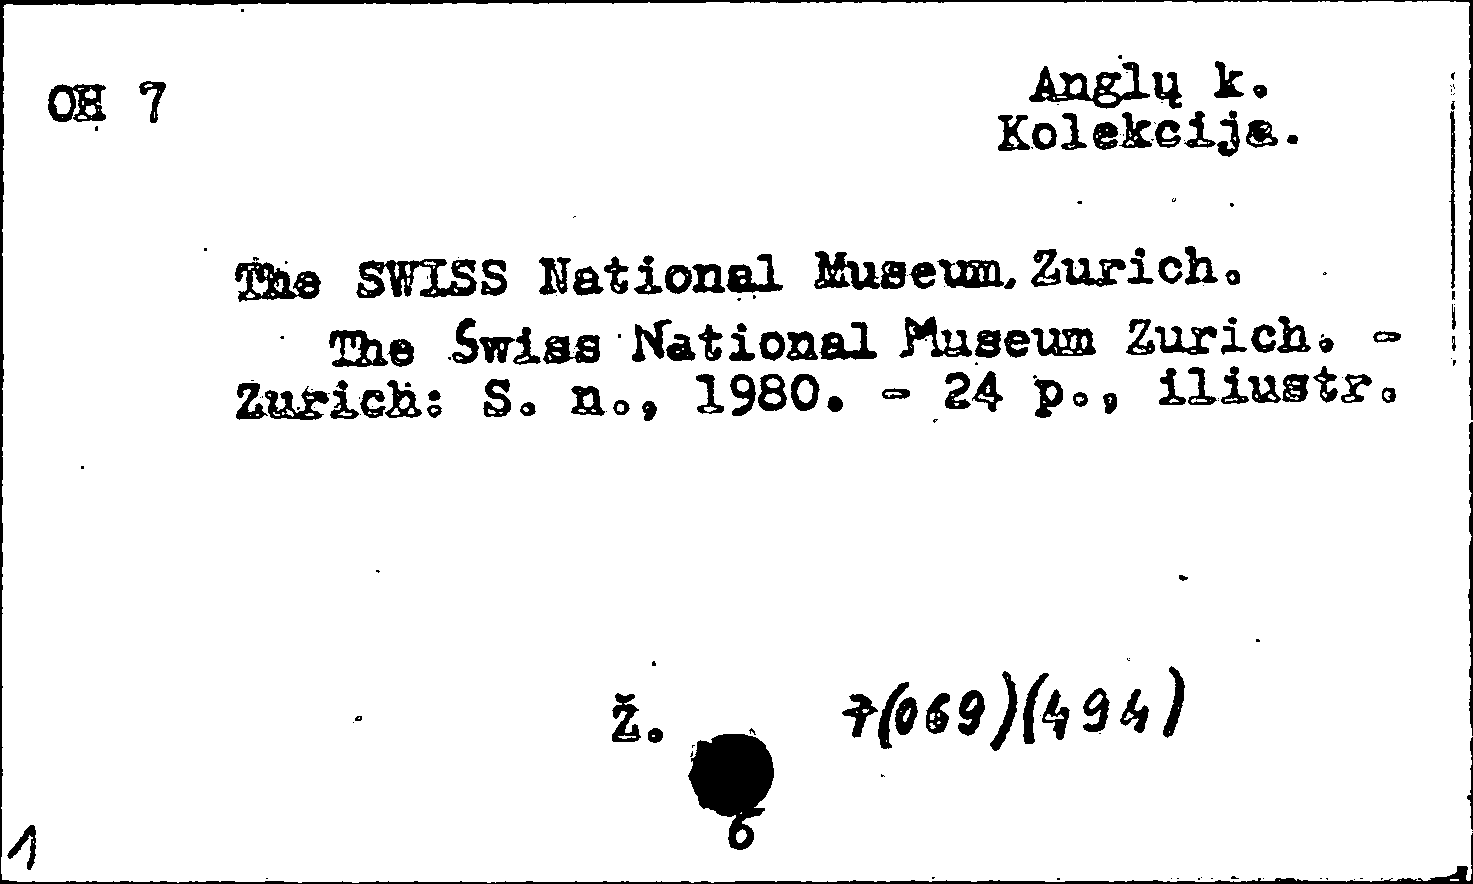 OH 7
Anglų k.
Kolekcija.
The SWISS National Museum, Zurich.
The Swiss National Museum Zurich. -
Zurich: S. n., 1980. - 24 p., iliustr.
Ž. 7(069)(494)
6
1